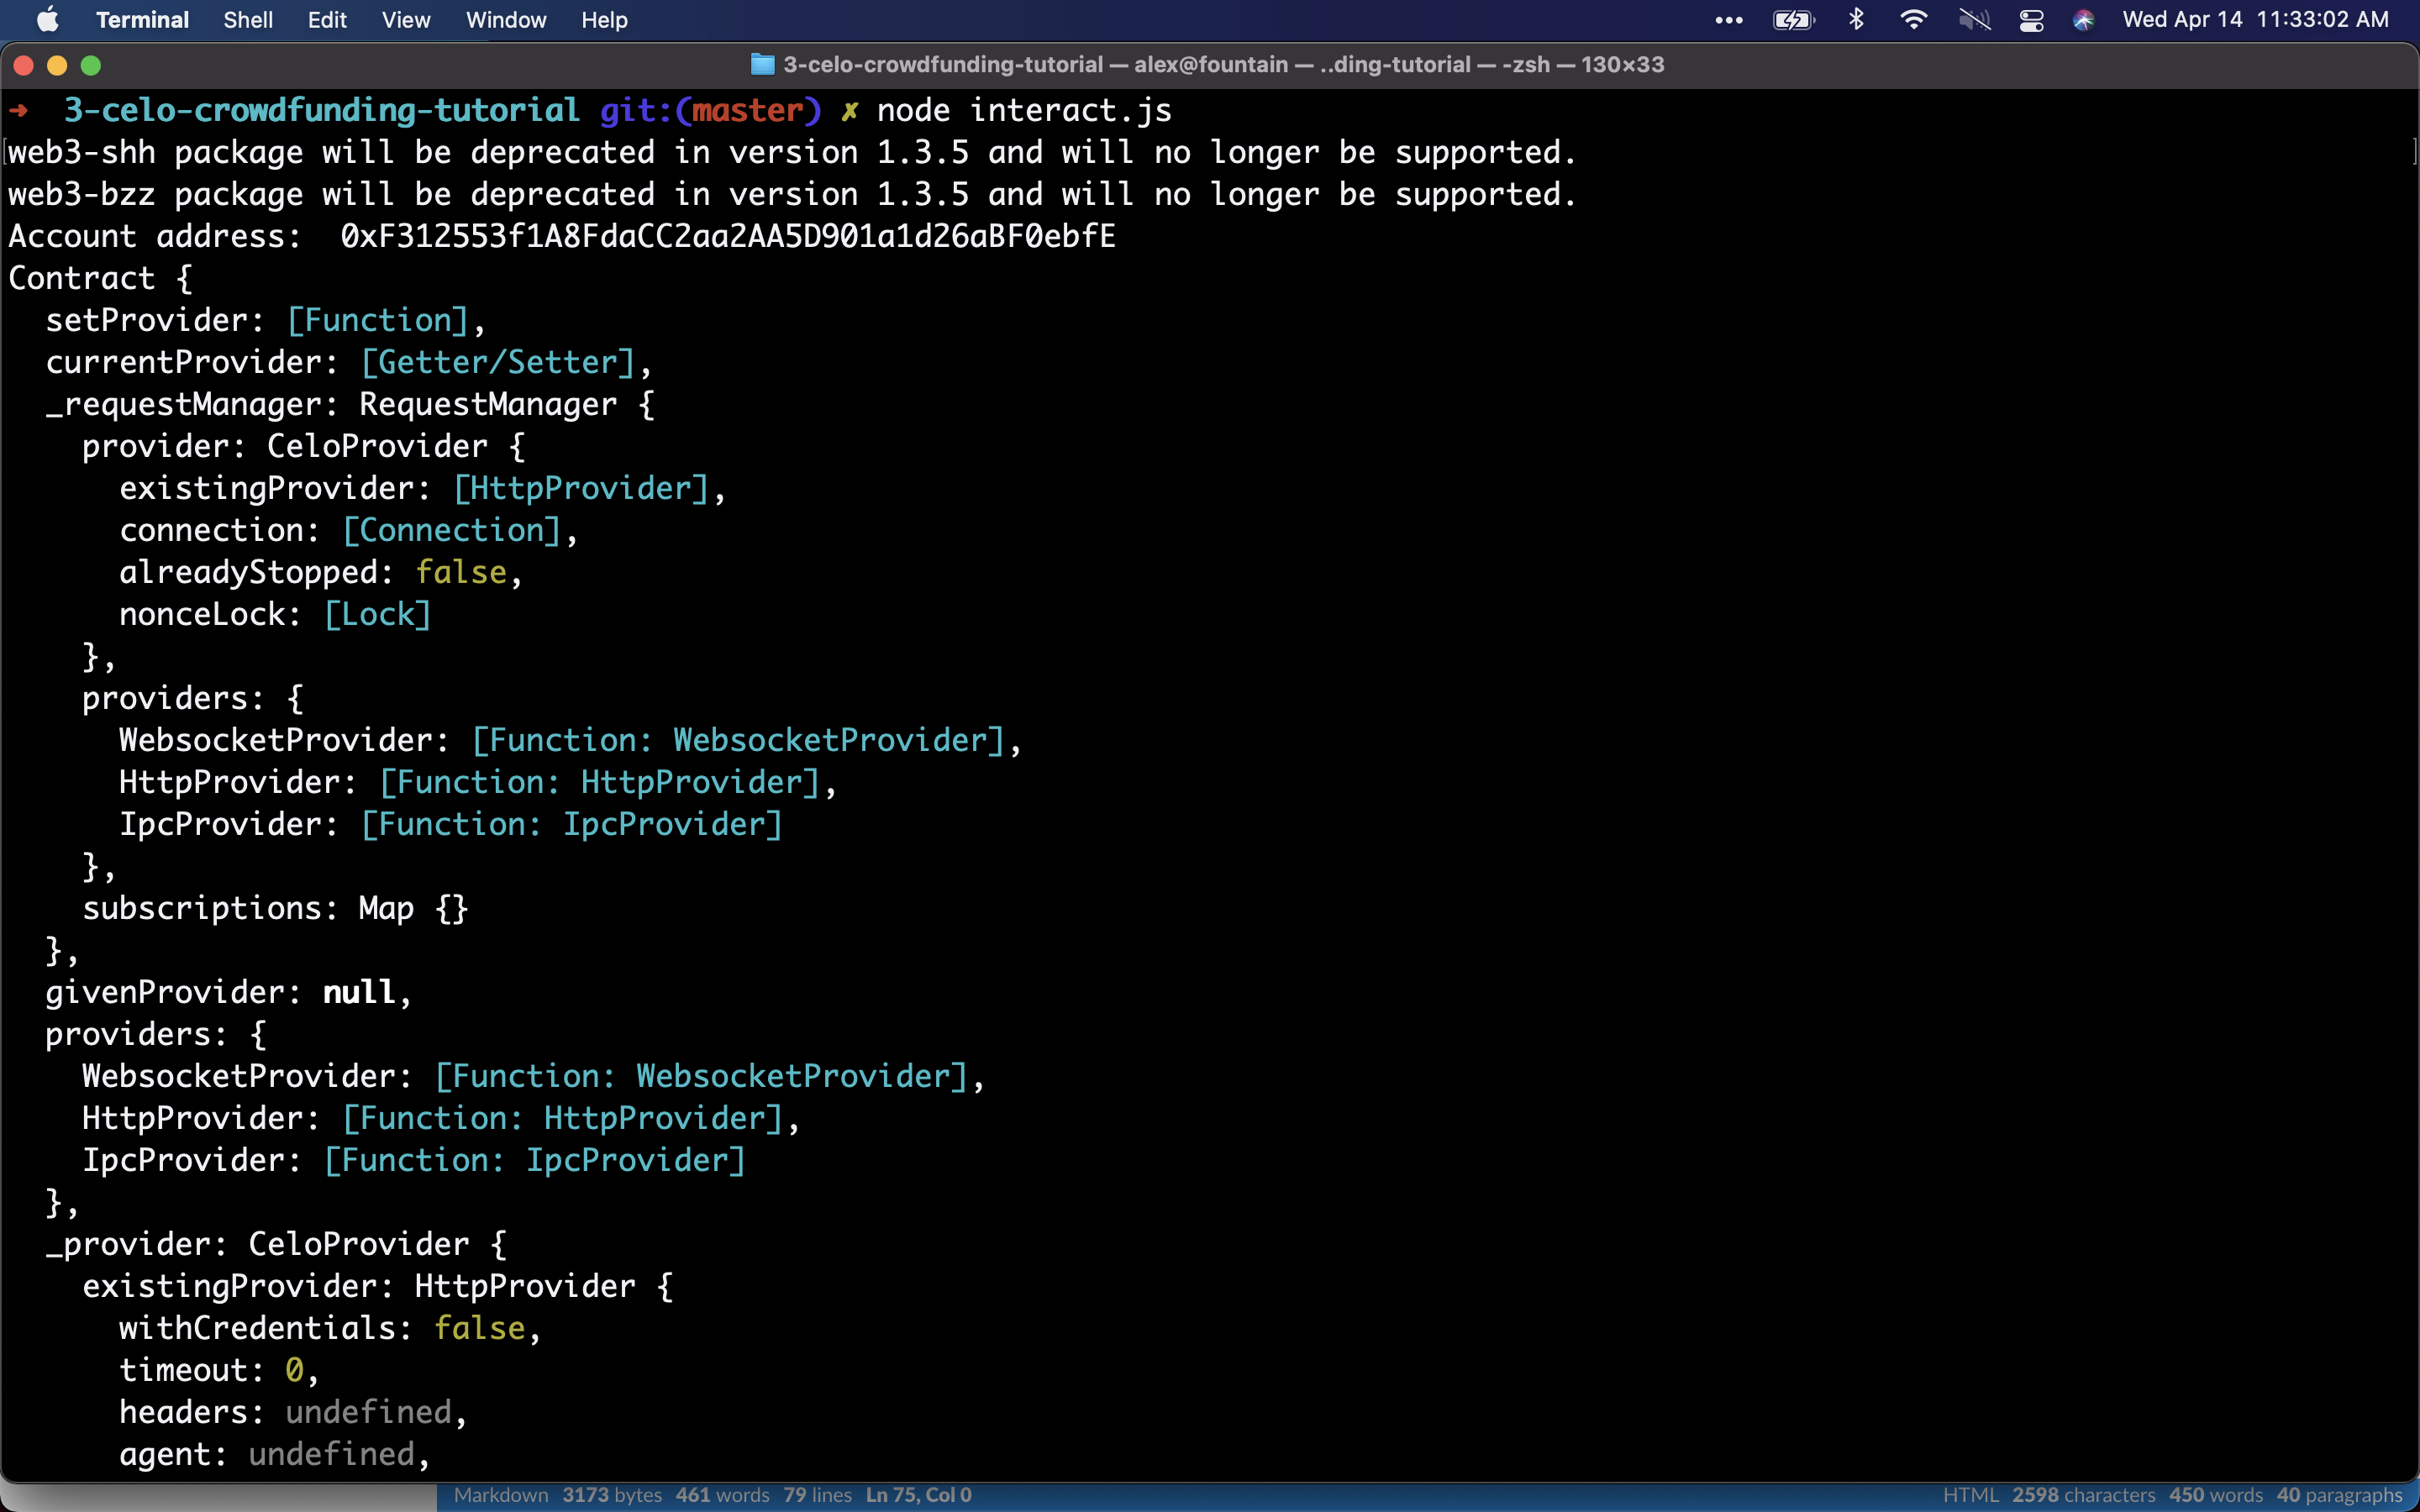 Terminal Shell Edit View Window Help Wed Apr 14 11:33:02 AM
3-celo-crowdfunding-tutorial — alex@fountain — ..ding-tutorial — -zsh — 130×33
➜ 3-celo-crowdfunding-tutorial git:(master) ✗ node interact.js
web3-shh package will be deprecated in version 1.3.5 and will no longer be supported.
web3-bzz package will be deprecated in version 1.3.5 and will no longer be supported.
Account address:  0xF312553f1A8FdaCC2aa2AA5D901a1d26aBF0ebfE
Contract {
  setProvider: [Function],
  currentProvider: [Getter/Setter],
  _requestManager: RequestManager {
    provider: CeloProvider {
      existingProvider: [HttpProvider],
      connection: [Connection],
      alreadyStopped: false,
      nonceLock: [Lock]
    },
    providers: {
      WebsocketProvider: [Function: WebsocketProvider],
      HttpProvider: [Function: HttpProvider],
      IpcProvider: [Function: IpcProvider]
    },
    subscriptions: Map {}
  },
  givenProvider: null,
  providers: {
    WebsocketProvider: [Function: WebsocketProvider],
    HttpProvider: [Function: HttpProvider],
    IpcProvider: [Function: IpcProvider]
  },
  _provider: CeloProvider {
    existingProvider: HttpProvider {
      withCredentials: false,
      timeout: 0,
      headers: undefined,
      agent: undefined,
Markdown 3173 bytes 461 words 79 lines Ln 75, Col 0 HTML 2598 characters 450 words 40 paragraphs